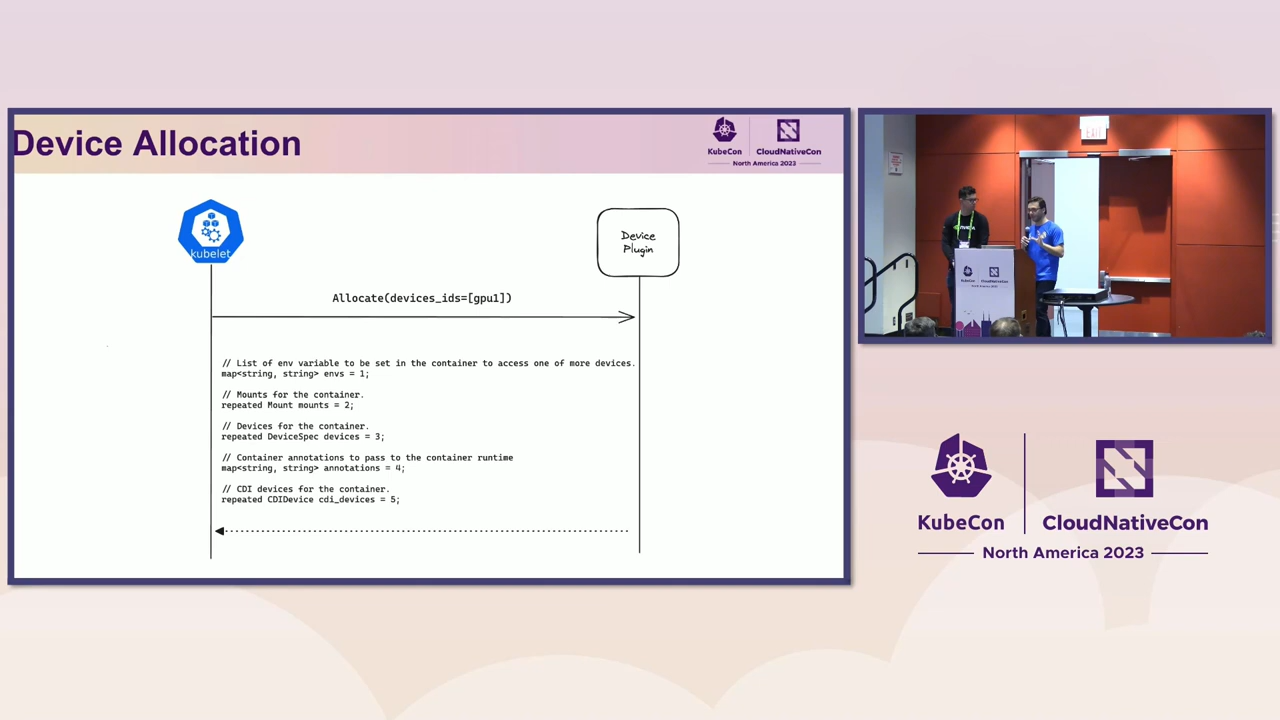 Device Allocation
KubeCon
CloudNativeCon
North America 2023
kubelet
Device
Plugin
Allocate(devices_ids=[gpu1])
// List of env variable to be set in the container to access one of more devices.
map<string, string> envs = 1;
// Mounts for the container.
repeated Mount mounts = 2;
// Devices for the container.
repeated DeviceSpec devices = 3;
// Container annotations to pass to the container runtime
map<string, string> annotations = 4;
// CDI devices for the container.
repeated CDIDevice cdi_devices = 5;
EXIT
KubeCon
CloudNativeCon
North America 2023